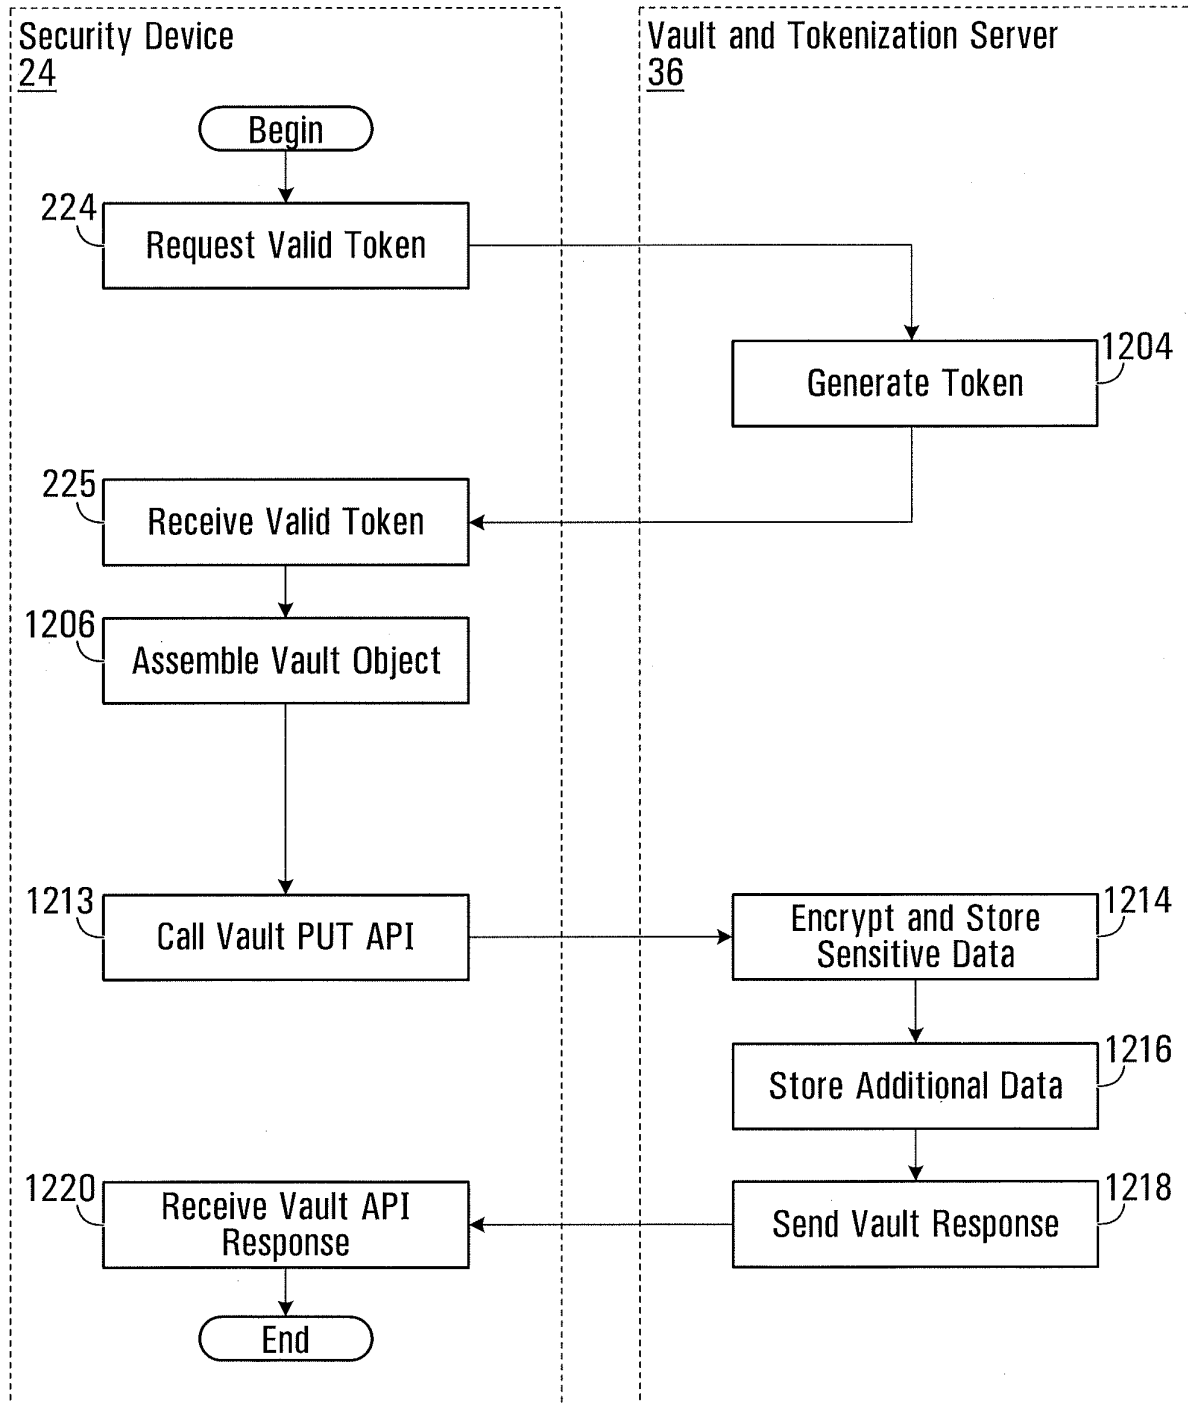 Security Device
24
Vault and Tokenization Server
36
Begin
224
Request Valid Token
1204
Generate Token
225
Receive Valid Token
1206
Assemble Vault Object
1213
Call Vault PUT API
1214
Encrypt and Store
Sensitive Data
1216
Store Additional Data
1220
Receive Vault API
Response
1218
Send Vault Response
End